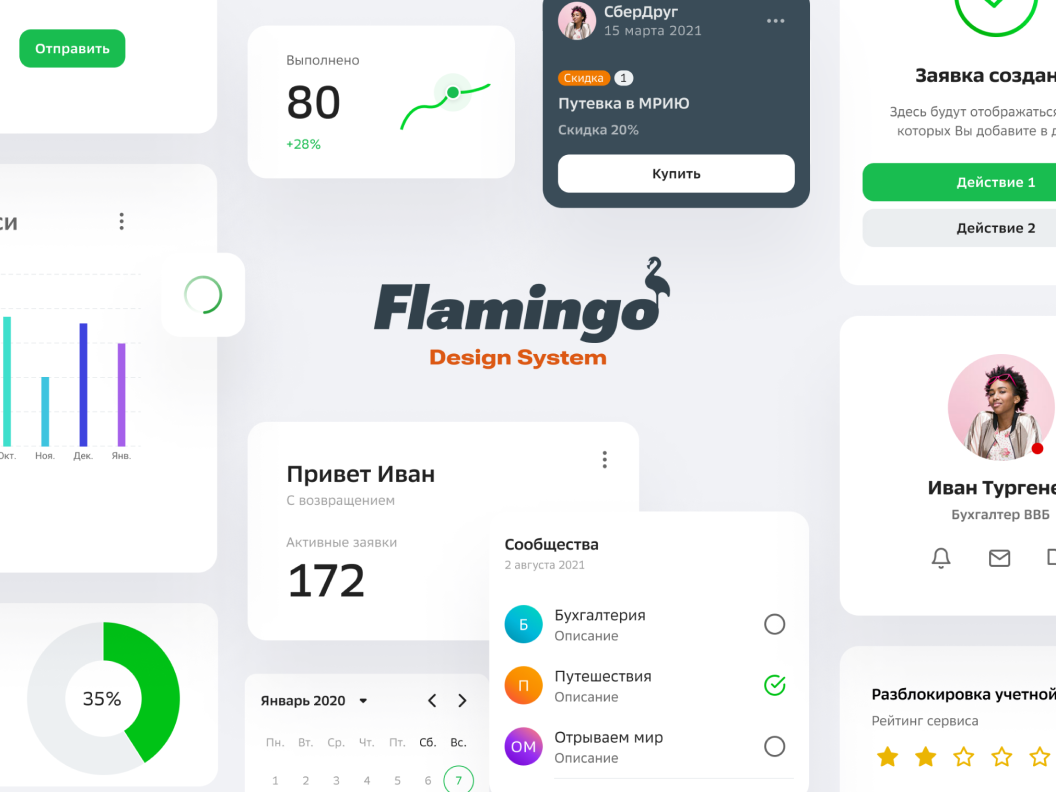 Отправить
Выполнено
80
+28%
СберДруг
15 марта 2021
Скидка 1
Путевка в МРИЮ
Скидка 20%
Купить
Заявка создан
Здесь будут отображаться
которых Вы добавите в д
Действие 1
Действие 2
си
Окт. Ноя. Дек. Янв.
Flamingo
Design System
Привет Иван
С возвращением
Активные заявки
172
Иван Тургене
Бухгалтер ВВБ
Сообщества
2 августа 2021
Б
Бухгалтерия
Описание
П
Путешествия
Описание
ОМ
Отрываем мир
Описание
35%
Январь 2020
Пн. Вт. Ср. Чт. Пт. Сб. Вс.
1 2 3 4 5 6 7
Разблокировка учетной
Рейтинг сервиса